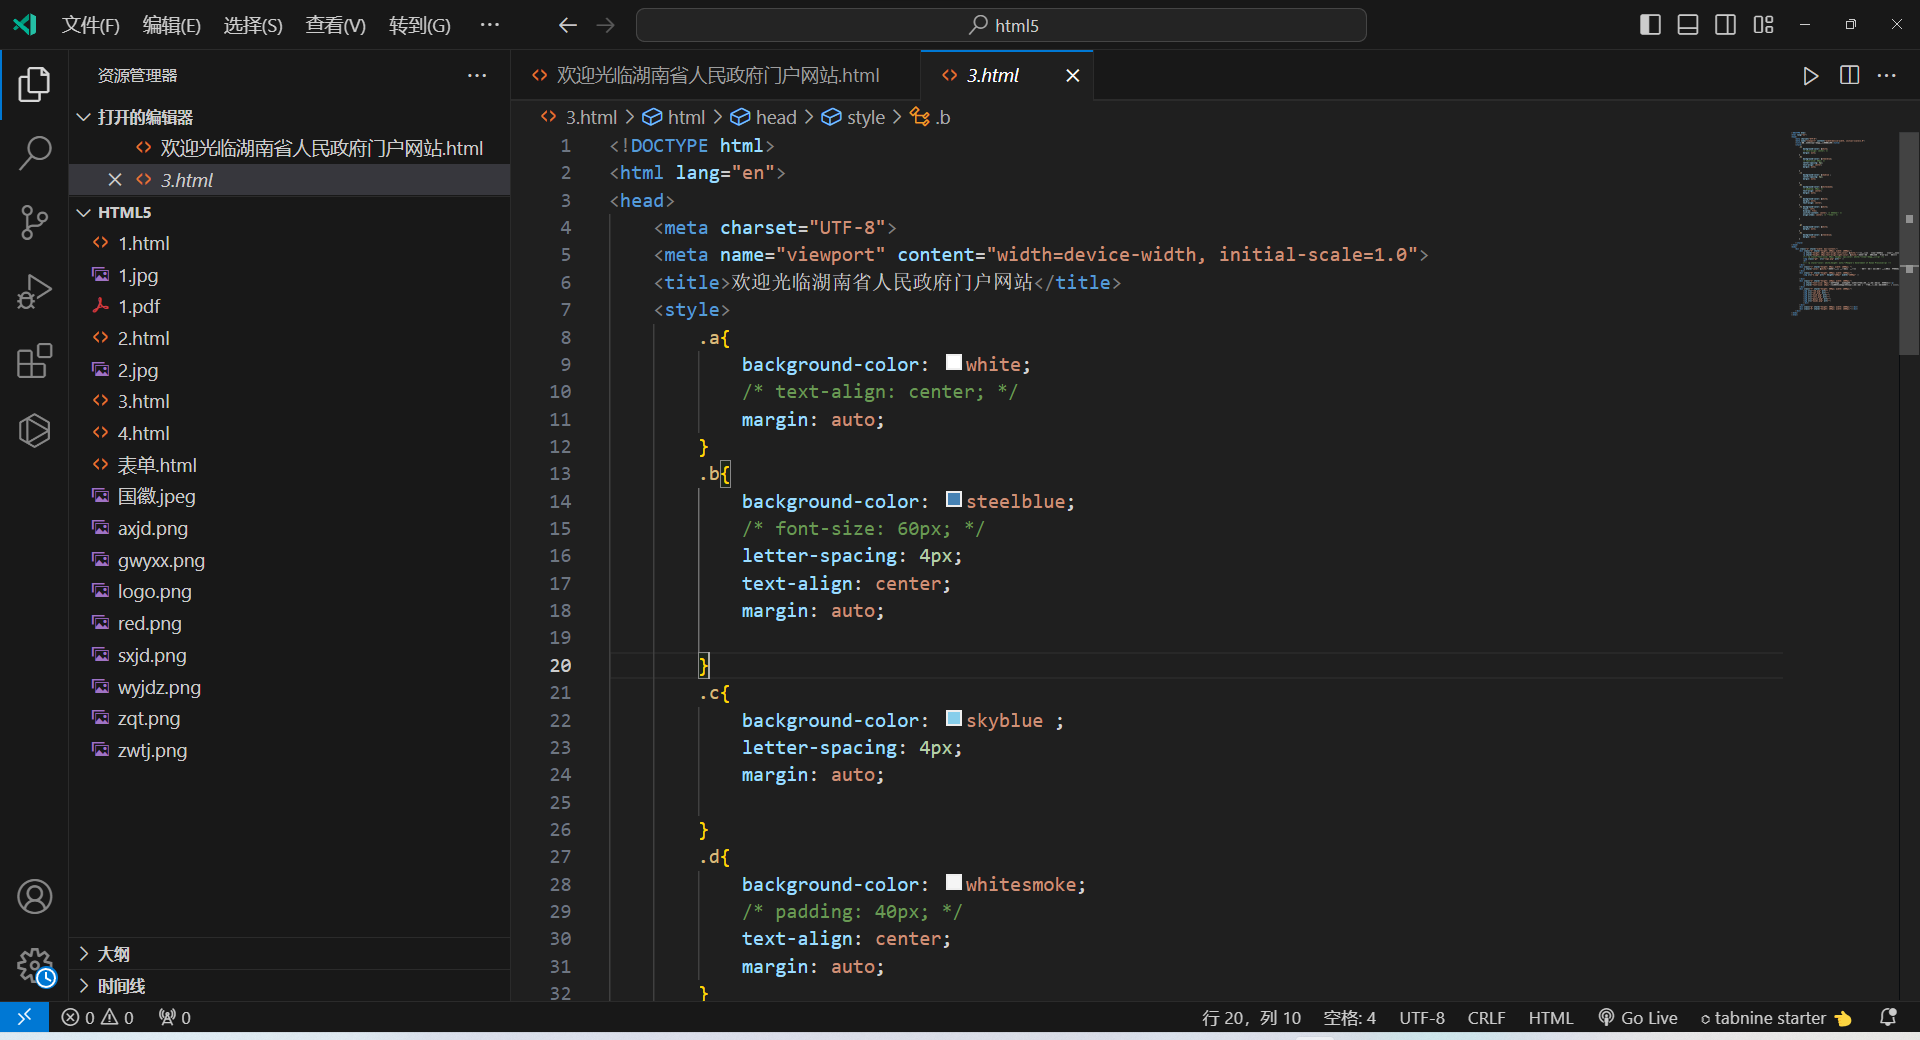 文件(F) 编辑(E) 选择(S) 查看(V) 转到(G) ··· html5
资源管理器 ···
打开的编辑器
欢迎光临湖南省人民政府门户网站.html
3.html
HTML5
1.html
1.jpg
1.pdf
2.html
2.jpg
3.html
4.html
表单.html
国徽.jpeg
axjd.png
gwyxx.png
logo.png
red.png
sxjd.png
wyjdz.png
zqt.png
zwtj.png
大纲
时间线
欢迎光临湖南省人民政府门户网站.html 3.html
3.html > html > head > style > .b
1 <!DOCTYPE html>
2 <html lang="en">
3 <head>
4 <meta charset="UTF-8">
5 <meta name="viewport" content="width=device-width, initial-scale=1.0">
6 <title>欢迎光临湖南省人民政府门户网站</title>
7 <style>
8 .a{
9 background-color: white;
10 /* text-align: center; */
11 margin: auto;
12 }
13 .b{
14 background-color: steelblue;
15 /* font-size: 60px; */
16 letter-spacing: 4px;
17 text-align: center;
18 margin: auto;
19
20 }
21 .c{
22 background-color: skyblue ;
23 letter-spacing: 4px;
24 margin: auto;
25
26 }
27 .d{
28 background-color: whitesmoke;
29 /* padding: 40px; */
30 text-align: center;
31 margin: auto;
32 }
0 0 0 行 20，列 10 空格: 4 UTF-8 CRLF HTML Go Live tabnine starter